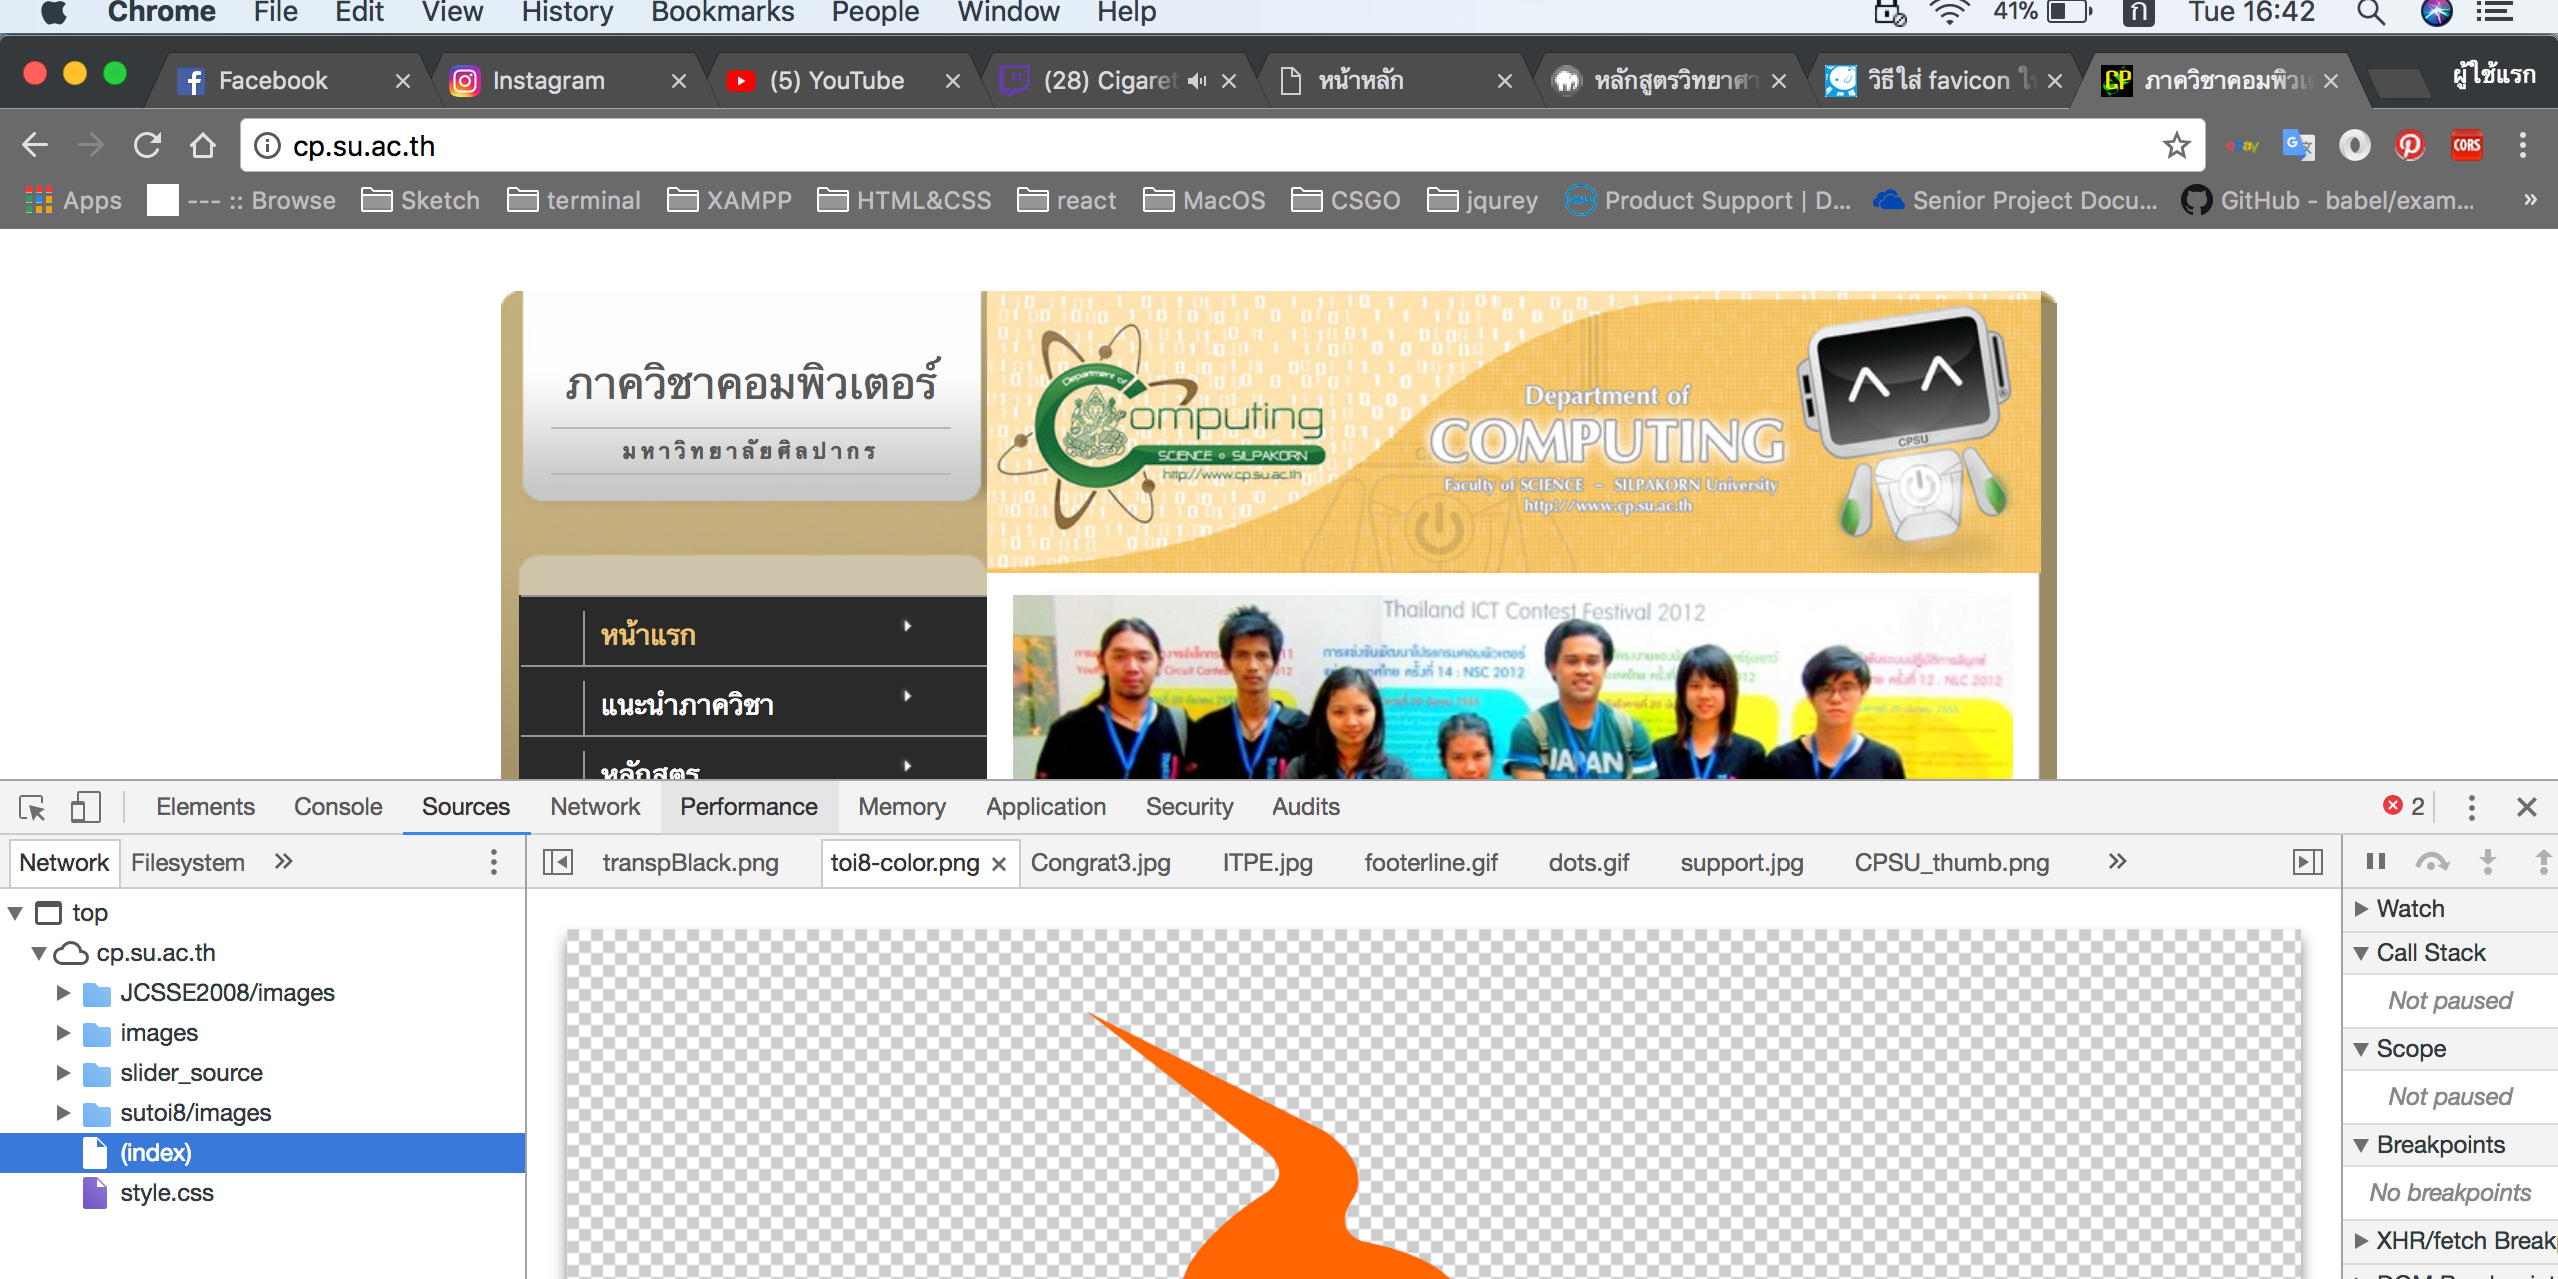 Chrome File Edit View History Bookmarks People Window Help 41% ก Tue 16:42
Facebook Instagram (5) YouTube (28) Cigaret หน้าหลัก หลักสูตรวิทยาศา วิธีใส่ favicon ใน CP ภาควิชาคอมพิวเต ผู้ใช้แรก
cp.su.ac.th ebay CORS
Apps --- :: Browse Sketch terminal XAMPP HTML&CSS react MacOS CSGO jqurey Product Support | D... Senior Project Docu... GitHub - babel/exam... »
ภาควิชาคอมพิวเตอร์
มหาวิทยาลัยศิลปากร
Department of
Computing
SCIENCE • SILPAKORN
http://www.cp.su.ac.th
Department of
COMPUTING
Faculty of SCIENCE – SILPAKORN University
http://www.cp.su.ac.th
CPSU
หน้าแรก
แนะนำภาควิชา
หลักสูตร
Thailand ICT Contest Festival 2012
การแข่งขันพัฒนาโปรแกรมคอมพิวเตอร์
ครั้งที่ 14 : NSC 2012
ครั้งที่ 12 : NLC 2012
JAPAN
Elements Console Sources Network Performance Memory Application Security Audits 2
Network Filesystem » transpBlack.png toi8-color.png Congrat3.jpg ITPE.jpg footerline.gif dots.gif support.jpg CPSU_thumb.png »
top
cp.su.ac.th
JCSSE2008/images
images
slider_source
sutoi8/images
(index)
style.css
Watch
Call Stack
Not paused
Scope
Not paused
Breakpoints
No breakpoints
XHR/fetch Break